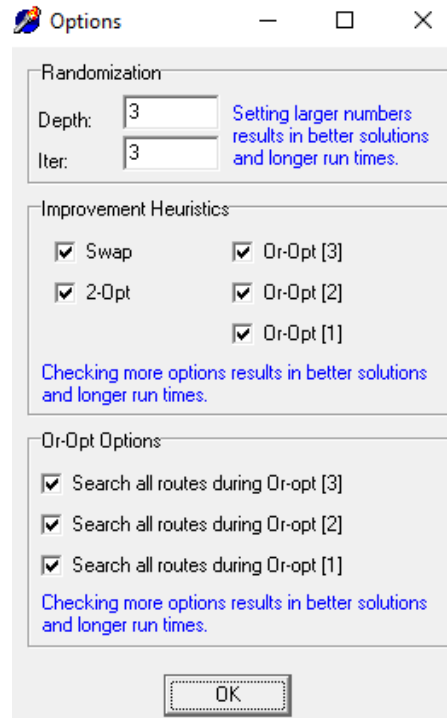 Options
Randomization
Depth: 3
Iter: 3
Setting larger numbers
results in better solutions
and longer run times.
Improvement Heuristics
Swap
Or-Opt [3]
2-Opt
Or-Opt [2]
Or-Opt [1]
Checking more options results in better solutions
and longer run times.
Or-Opt Options
Search all routes during Or-opt [3]
Search all routes during Or-opt [2]
Search all routes during Or-opt [1]
Checking more options results in better solutions
and longer run times.
OK